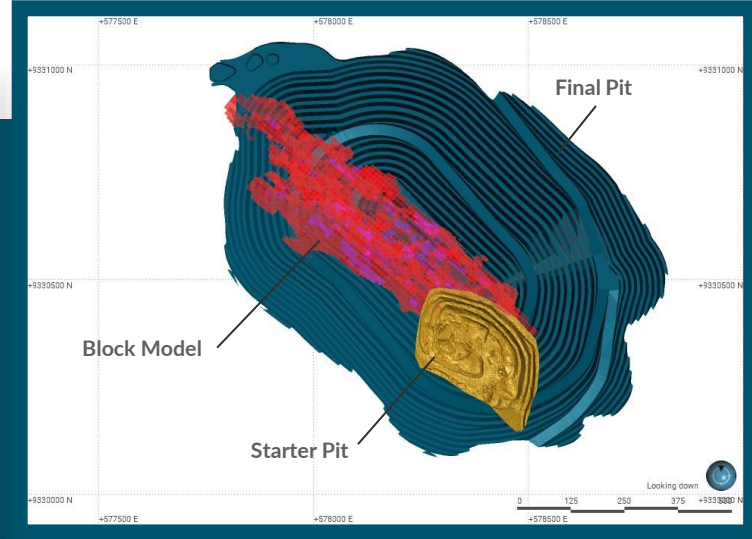 +577500 E
+578000 E
+578500 E
+9331000 N
+9331000 N
Final Pit
+9330500 N
+9330500 N
Block Model
Starter Pit
Looking down
+9330000 N
0
125
250
375
+577500 E
+578000 E
+578500 E